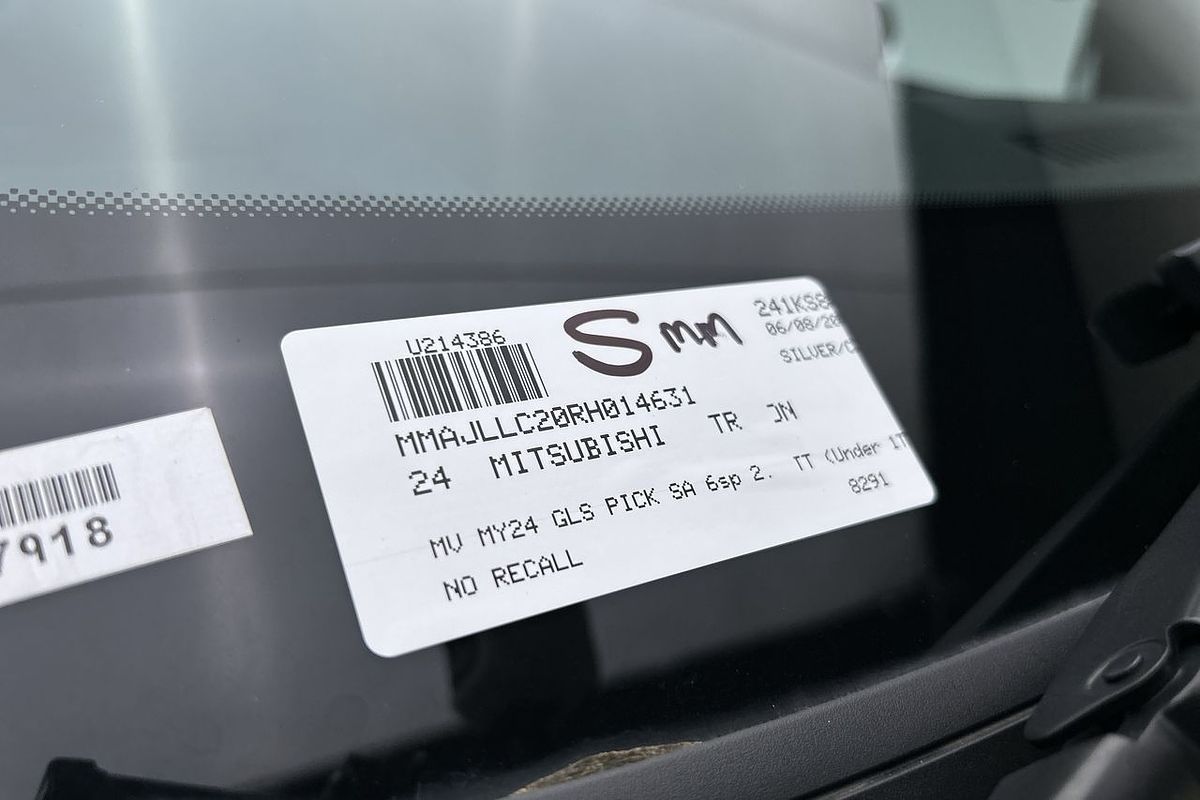 U214386
S MM
241KS8
06/08/20
SILVER/C
MMAJLLC20RH014631
24 MITSUBISHI TR ON
MV MY24 GLS PICK SA 6sp 2. TT (Under 1T
8291
NO RECALL
7918